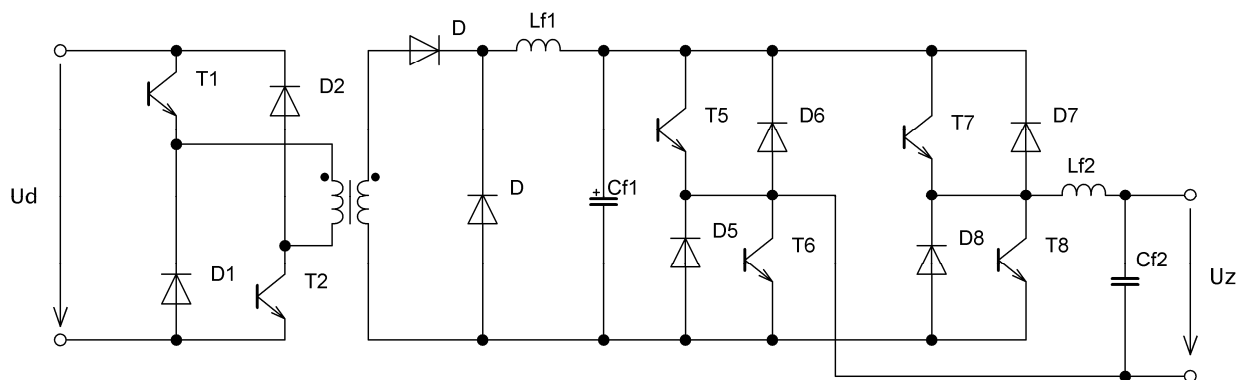 Lf1
D
T1
D2
T5
D6
T7
D7
Lf2
Ud
D
+
Cf1
D5
T6
D8
T8
Cf2
Uz
D1
T2